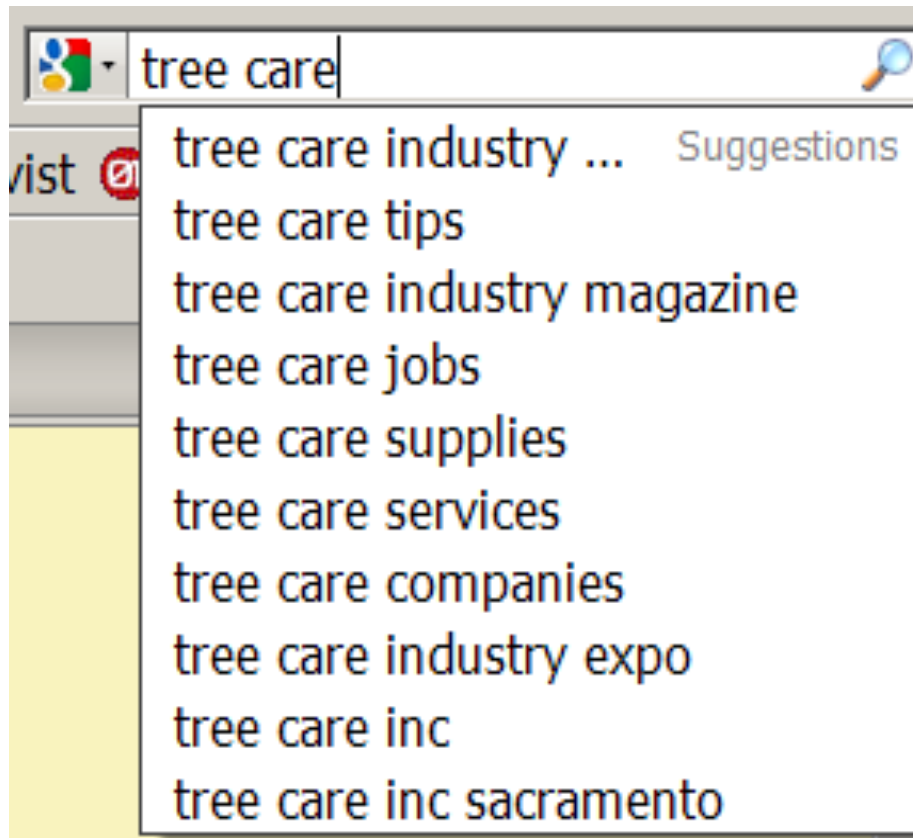 tree care
tree care industry ... Suggestions
vist
tree care tips
tree care industry magazine
tree care jobs
tree care supplies
tree care services
tree care companies
tree care industry expo
tree care inc
tree care inc sacramento